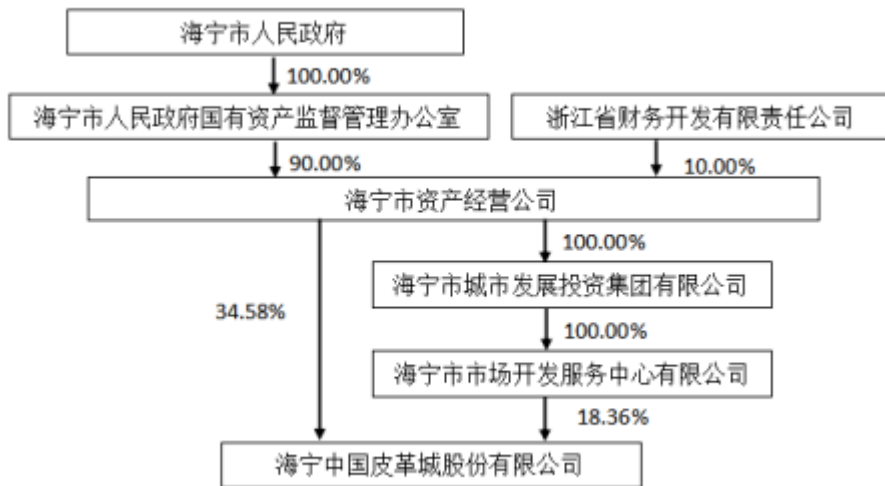 海宁市人民政府
100.00%
海宁市人民政府国有资产监督管理办公室
浙江省财务开发有限责任公司
90.00%
10.00%
海宁市资产经营公司
100.00%
海宁市城市发展投资集团有限公司
34.58%
100.00%
海宁市市场开发服务中心有限公司
18.36%
海宁中国皮革城股份有限公司